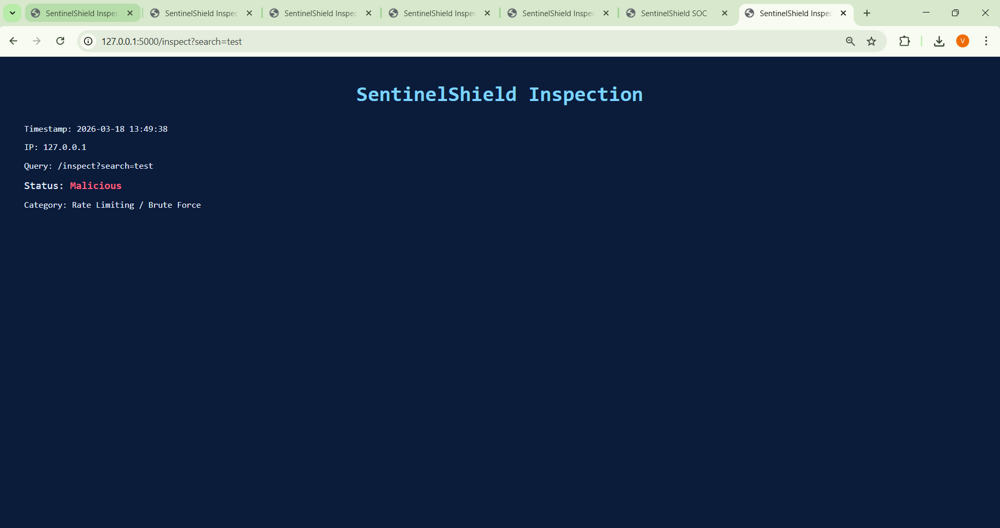 SentinelShield Inspec
SentinelShield Inspec
SentinelShield Inspec
SentinelShield Inspec
SentinelShield Inspec
SentinelShield SOC
SentinelShield Inspec
127.0.0.1:5000/inspect?search=test
V
SentinelShield Inspection
Timestamp: 2026-03-18 13:49:38
IP: 127.0.0.1
Query: /inspect?search=test
Status: Malicious
Category: Rate Limiting / Brute Force